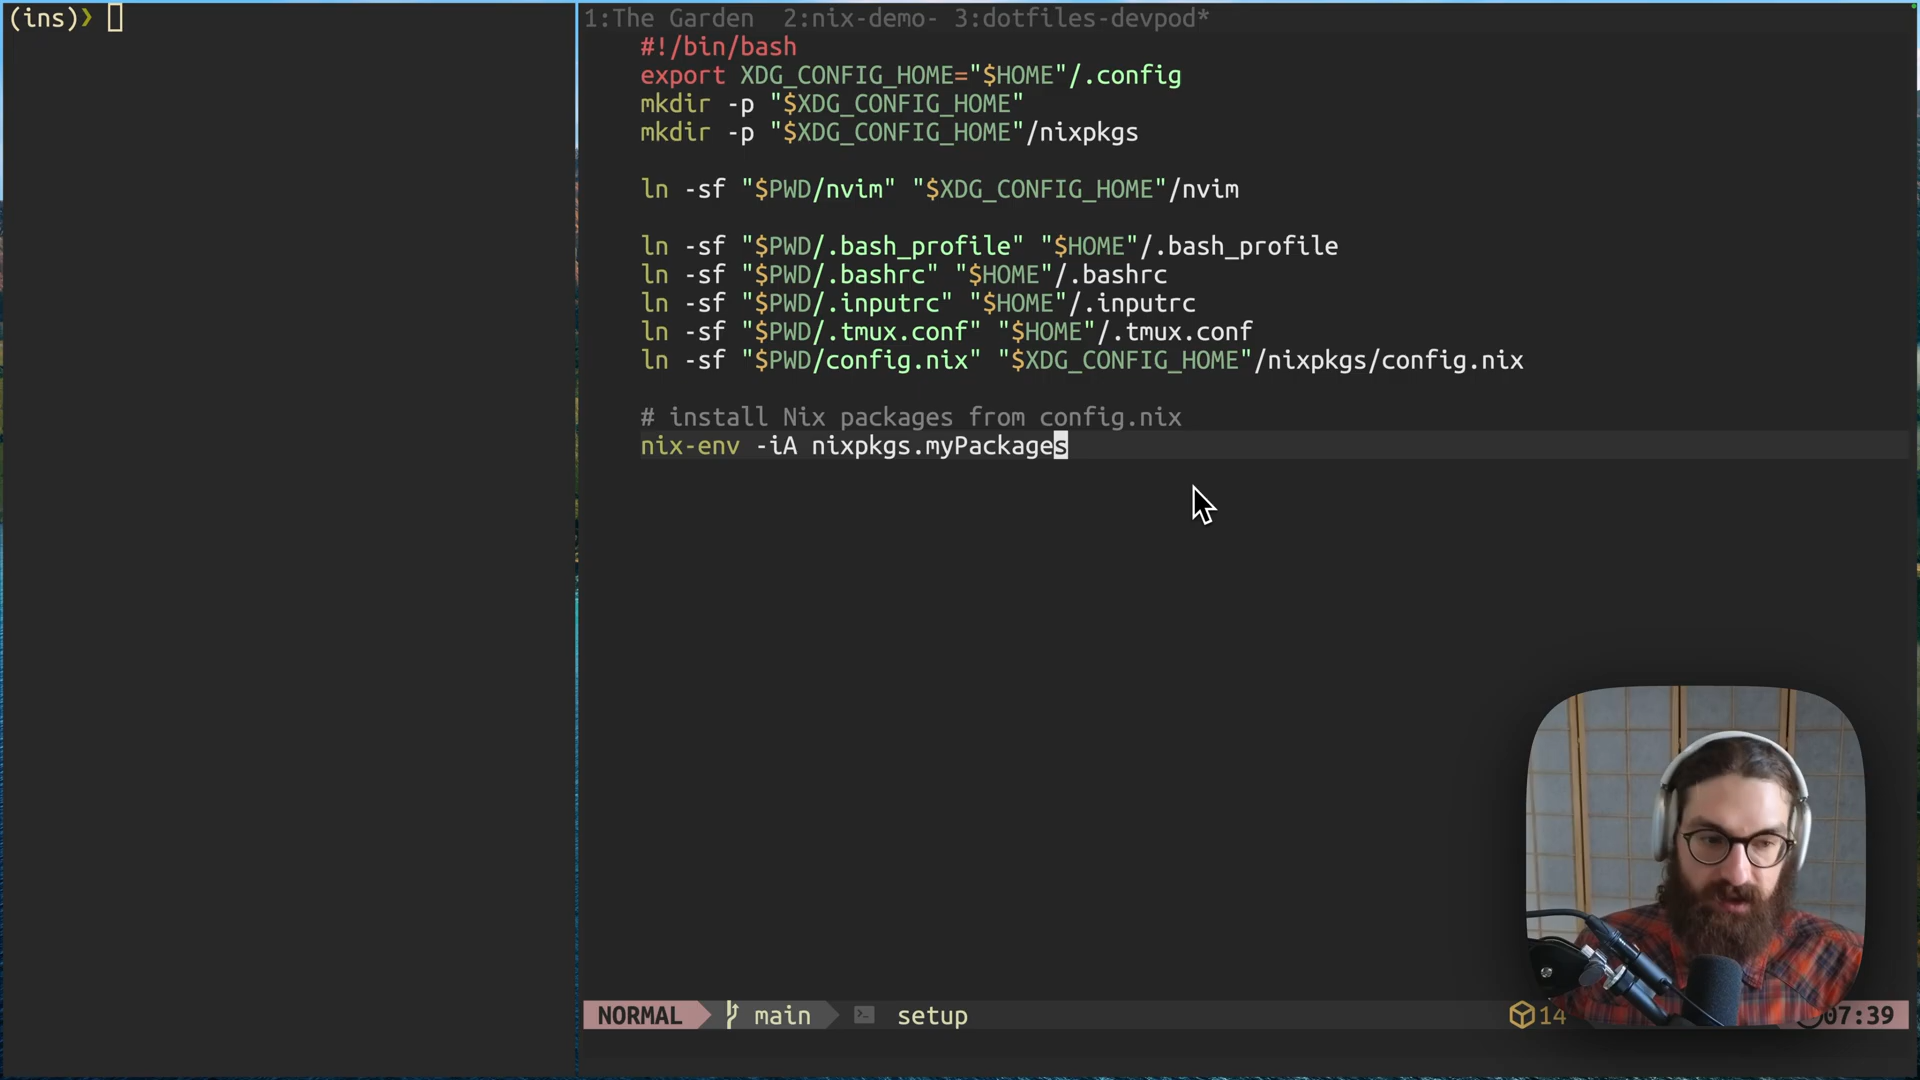 (ins)❯
1:The Garden  2:nix-demo- 3:dotfiles-devpod*
#!/bin/bash
export XDG_CONFIG_HOME="$HOME"/.config
mkdir -p "$XDG_CONFIG_HOME"
mkdir -p "$XDG_CONFIG_HOME"/nixpkgs
ln -sf "$PWD/nvim" "$XDG_CONFIG_HOME"/nvim
ln -sf "$PWD/.bash_profile" "$HOME"/.bash_profile
ln -sf "$PWD/.bashrc" "$HOME"/.bashrc
ln -sf "$PWD/.inputrc" "$HOME"/.inputrc
ln -sf "$PWD/.tmux.conf" "$HOME"/.tmux.conf
ln -sf "$PWD/config.nix" "$XDG_CONFIG_HOME"/nixpkgs/config.nix
# install Nix packages from config.nix
nix-env -iA nixpkgs.myPackages
NORMAL main setup 14 07:39